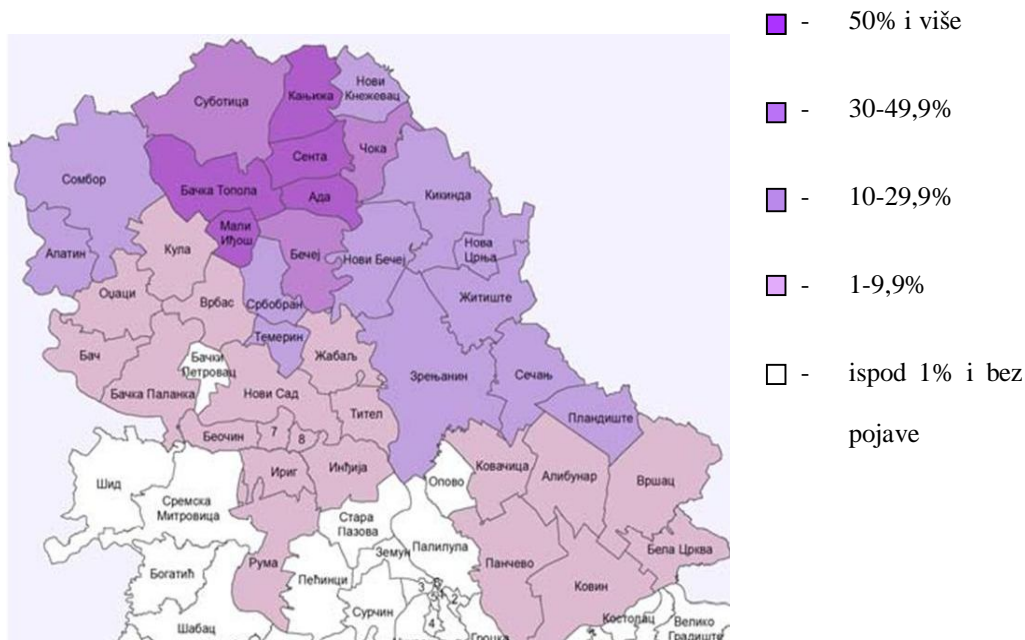 - 50% i više
- 30-49,9%
- 10-29,9%
- 1-9,9%
- ispod 1% i bez
pojave
Суботица
Кањижа
Нови
Кнежевац
Сента
Чока
Сомбор
Бачка Топола
Ада
Кикинда
Мали
Иђош
Апатин
Кула
Бечеј
Нови Бечеј
Нова
Црња
Оџаци
Врбас
Србобран
Житиште
Темерин
Бач
Бачки
Петровац
Жабаљ
Зрењанин
Сечањ
Бачка Паланка
Нови Сад
Тител
Пландиште
Беочин
7
8
Шид
Ириг
Инђија
Опово
Ковачица
Алибунар
Вршац
Сремска
Митровица
Стара
Пазова
Земун
Палилула
Панчево
Бела Црква
Богатић
Рума
Пећинци
Ковин
3
2
4
Сурчин
Костолац
Велико
Градиште
Шабац
Гроцка